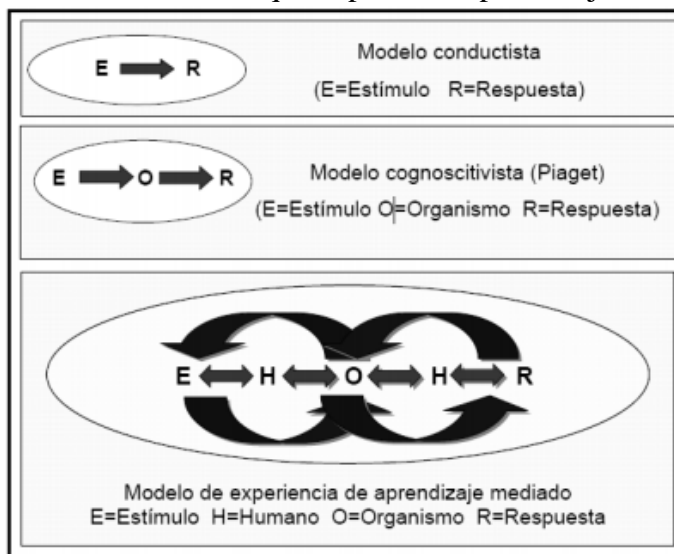 E R
Modelo conductista
(E=Estímulo R=Respuesta)
E O R
Modelo cognoscitivista (Piaget)
(E=Estímulo O=Organismo R=Respuesta)
E H O H R
Modelo de experiencia de aprendizaje mediado
E=Estímulo H=Humano O=Organismo R=Respuesta